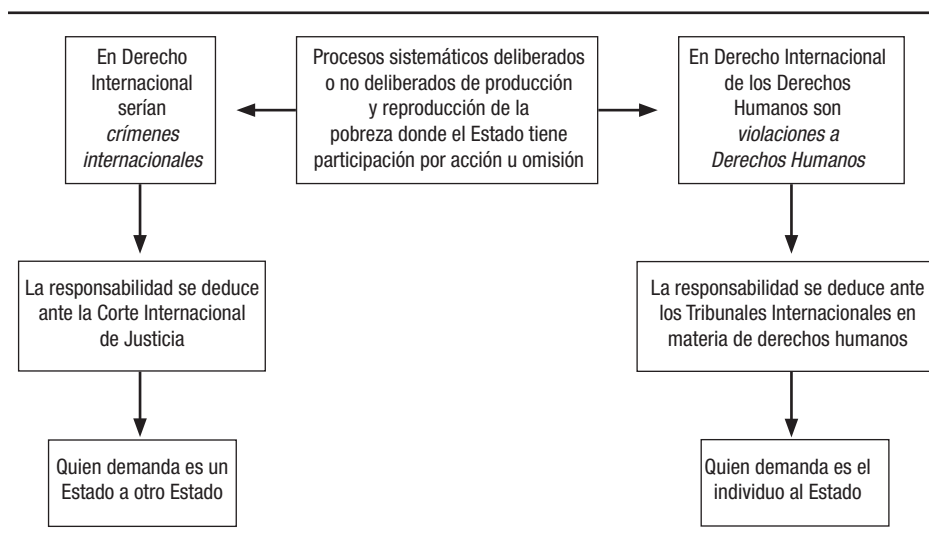 En Derecho
Internacional
serían
crímenes
internacionales
Procesos sistemáticos deliberados
o no deliberados de producción
y reproducción de la
pobreza donde el Estado tiene
participación por acción u omisión
En Derecho Internacional
de los Derechos
Humanos son
violaciones a
Derechos Humanos
La responsabilidad se deduce
ante la Corte Internacional
de Justicia
La responsabilidad se deduce ante
los Tribunales Internacionales en
materia de derechos humanos
Quien demanda es un
Estado a otro Estado
Quien demanda es el
individuo al Estado